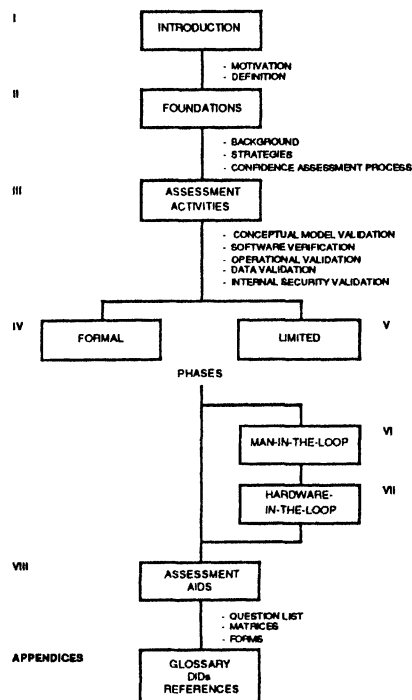 I
INTRODUCTION
- MOTIVATION
- DEFINITION
II
FOUNDATIONS
- BACKGROUND
- STRATEGIES
- CONFIDENCE ASSESSMENT PROCESS
III
ASSESSMENT
ACTIVITIES
- CONCEPTUAL MODEL VALIDATION
- SOFTWARE VERIFICATION
- OPERATIONAL VALIDATION
- DATA VALIDATION
- INTERNAL SECURITY VALIDATION
IV
FORMAL
LIMITED
V
PHASES
MAN-IN-THE-LOOP
VI
HARDWARE-
IN-THE-LOOP
VII
VIII
ASSESSMENT
AIDS
- QUESTION LIST
- MATRICES
- FORMS
APPENDICES
GLOSSARY
DIDs
REFERENCES